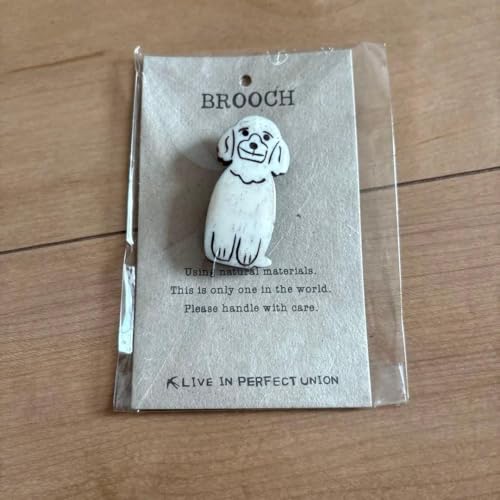 BROOCH
Using natural materials.
This is only one in the world.
Please handle with care.
LIVE IN PERFECT UNION